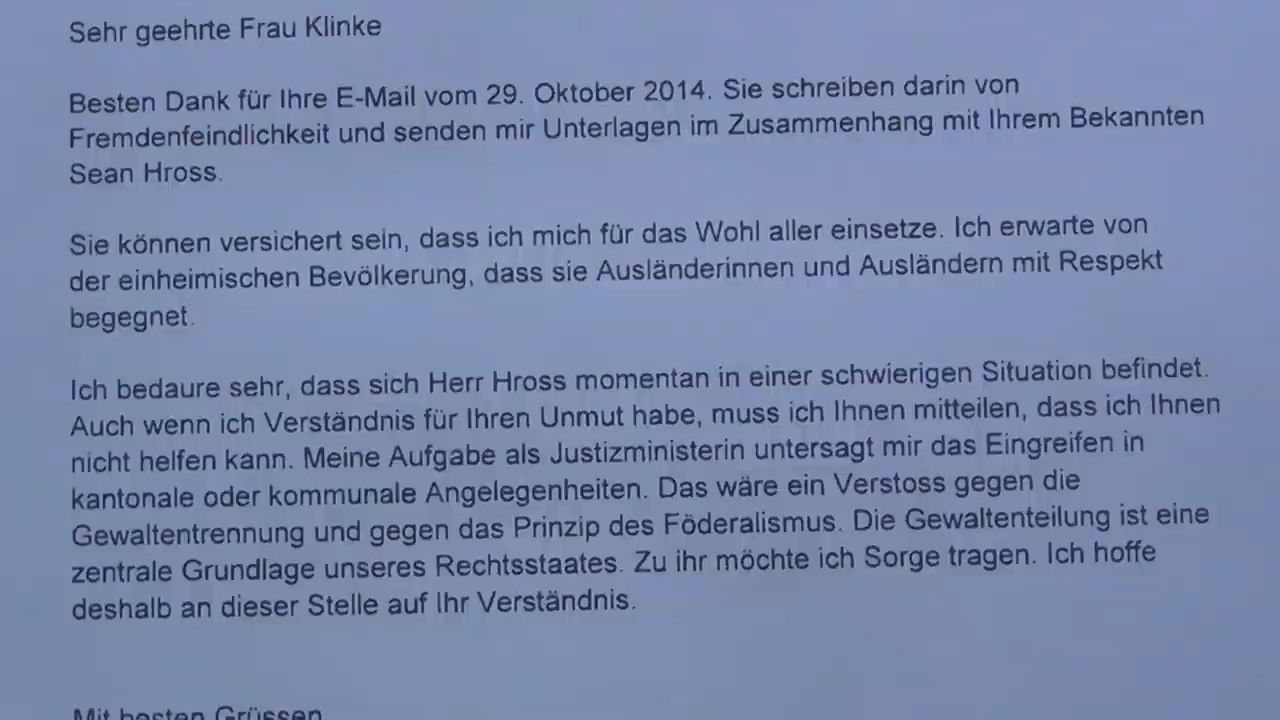 Sehr geehrte Frau Klinke
Besten Dank für Ihre E-Mail vom 29. Oktober 2014. Sie schreiben darin von
Fremdenfeindlichkeit und senden mir Unterlagen im Zusammenhang mit Ihrem Bekannten
Sean Hross.
Sie können versichert sein, dass ich mich für das Wohl aller einsetze. Ich erwarte von
der einheimischen Bevölkerung, dass sie Ausländerinnen und Ausländern mit Respekt
begegnet.
Ich bedaure sehr, dass sich Herr Hross momentan in einer schwierigen Situation befindet.
Auch wenn ich Verständnis für Ihren Unmut habe, muss ich Ihnen mitteilen, dass ich Ihnen
nicht helfen kann. Meine Aufgabe als Justizministerin untersagt mir das Eingreifen in
kantonale oder kommunale Angelegenheiten. Das wäre ein Verstoss gegen die
Gewaltentrennung und gegen das Prinzip des Föderalismus. Die Gewaltenteilung ist eine
zentrale Grundlage unseres Rechtsstaates. Zu ihr möchte ich Sorge tragen. Ich hoffe
deshalb an dieser Stelle auf Ihr Verständnis.
Mit besten Grüssen